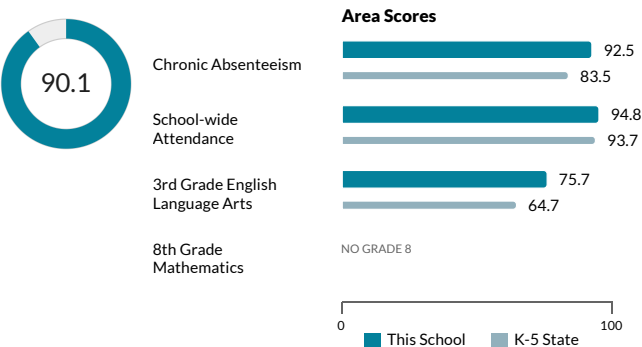 Area Scores
90.1
Chronic Absenteeism
92.5
83.5
School-wide
Attendance
94.8
93.7
3rd Grade English
Language Arts
75.7
64.7
8th Grade
Mathematics
NO GRADE 8
0
100
This School
K-5 State